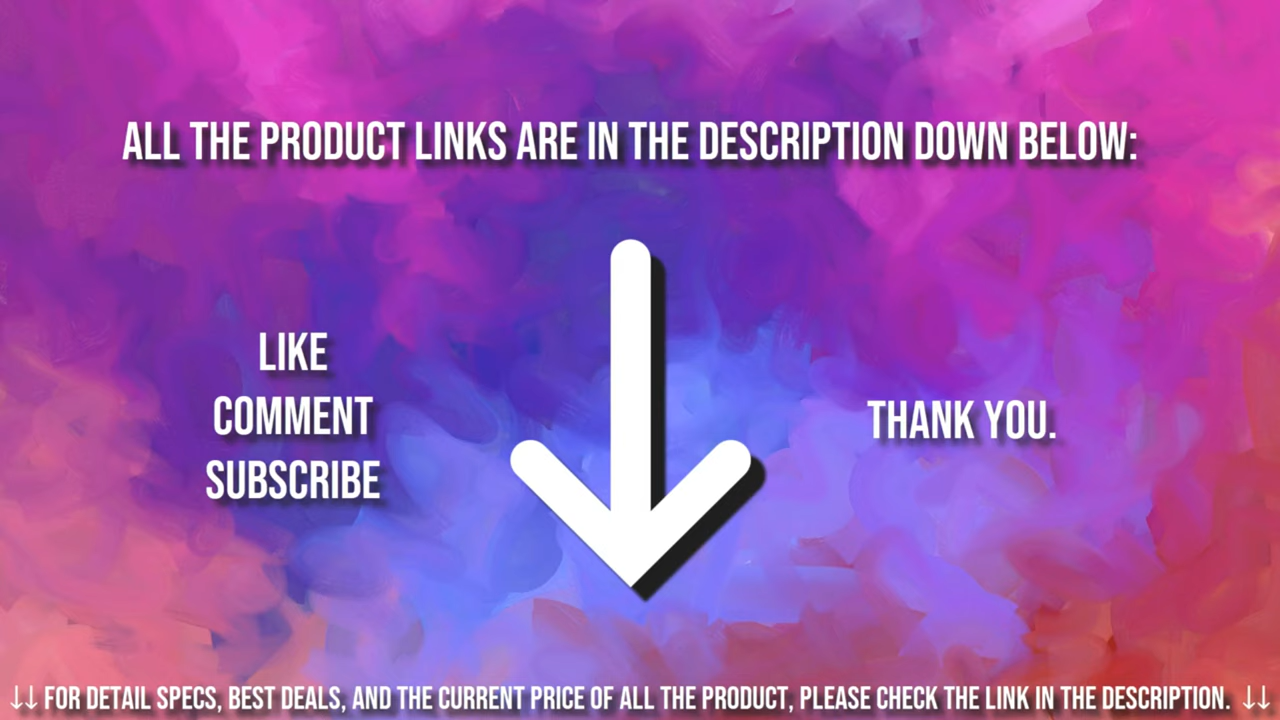 ALL THE PRODUCT LINKS ARE IN THE DESCRIPTION DOWN BELOW:
LIKE
COMMENT
SUBSCRIBE
THANK YOU.
↓↓ FOR DETAIL SPECS, BEST DEALS, AND THE CURRENT PRICE OF ALL THE PRODUCT, PLEASE CHECK THE LINK IN THE DESCRIPTION. ↓↓